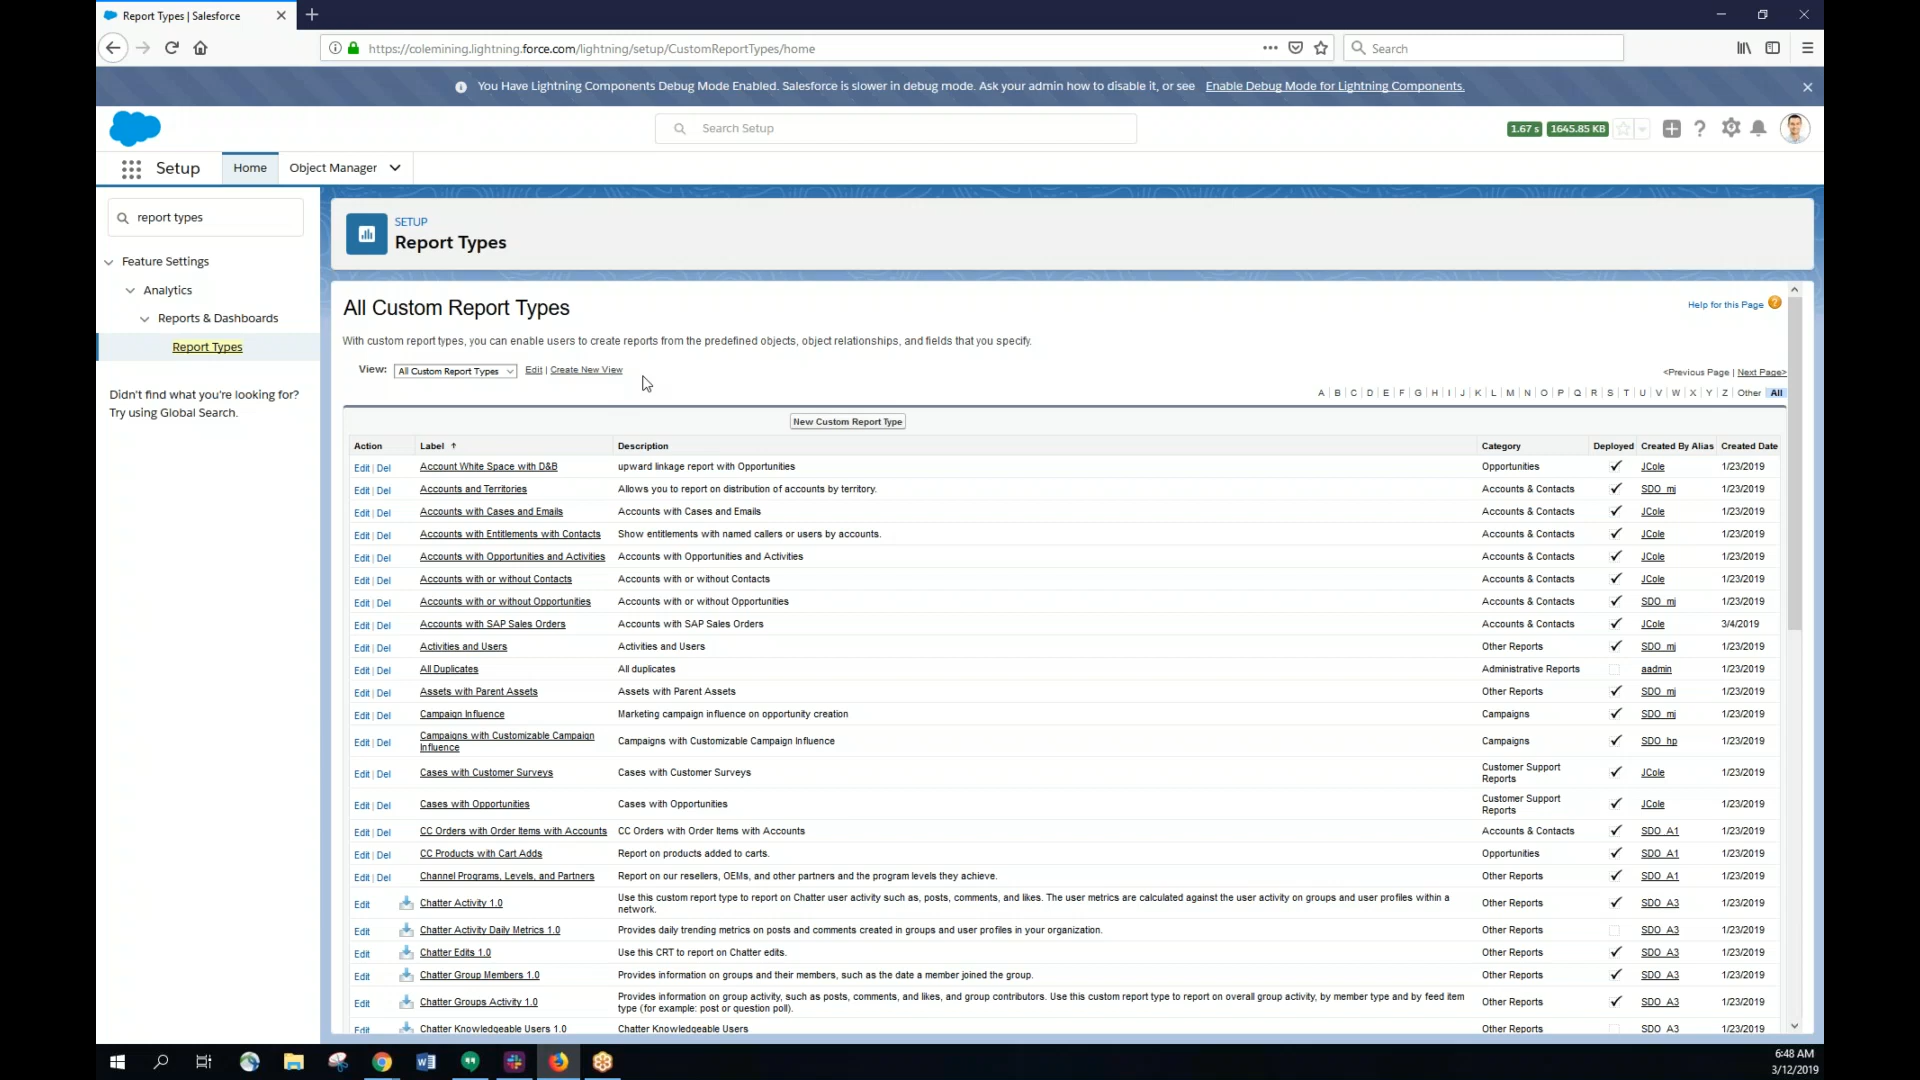 Report Types | Salesforce
https://colemining.lightning.force.com/lightning/setup/CustomReportTypes/home
Search
You Have Lightning Components Debug Mode Enabled. Salesforce is slower in debug mode. Ask your admin how to disable it, or see Enable Debug Mode for Lightning Components.
Search Setup
1.67 s 1645.85 KB
Setup Home Object Manager
report types
Feature Settings
Analytics
Reports & Dashboards
Report Types
Didn't find what you're looking for?
Try using Global Search.
SETUP
Report Types
All Custom Report Types
Help for this Page
With custom report types, you can enable users to create reports from the predefined objects, object relationships, and fields that you specify.
View: All Custom Report Types Edit | Create New View
<Previous Page | Next Page>
A | B | C | D | E | F | G | H | I | J | K | L | M | N | O | P | Q | R | S | T | U | V | W | X | Y | Z | Other All
New Custom Report Type
Action Label Description Category Deployed Created By Alias Created Date
Edit | Del Account White Space with D&B upward linkage report with Opportunities Opportunities JCole 1/23/2019
Edit | Del Accounts and Territories Allows you to report on distribution of accounts by territory. Accounts & Contacts SDO_mj 1/23/2019
Edit | Del Accounts with Cases and Emails Accounts with Cases and Emails Accounts & Contacts JCole 1/23/2019
Edit | Del Accounts with Entitlements with Contacts Show entitlements with named callers or users by accounts. Accounts & Contacts JCole 1/23/2019
Edit | Del Accounts with Opportunities and Activities Accounts with Opportunities and Activities Accounts & Contacts JCole 1/23/2019
Edit | Del Accounts with or without Contacts Accounts with or without Contacts Accounts & Contacts JCole 1/23/2019
Edit | Del Accounts with or without Opportunities Accounts with or without Opportunities Accounts & Contacts SDO_mj 1/23/2019
Edit | Del Accounts with SAP Sales Orders Accounts with SAP Sales Orders Accounts & Contacts JCole 3/4/2019
Edit | Del Activities and Users Activities and Users Other Reports SDO_mj 1/23/2019
Edit | Del All Duplicates All duplicates Administrative Reports aadmin 1/23/2019
Edit | Del Assets with Parent Assets Assets with Parent Assets Other Reports SDO_mj 1/23/2019
Edit | Del Campaign Influence Marketing campaign influence on opportunity creation Campaigns SDO_mj 1/23/2019
Edit | Del Campaigns with Customizable Campaign Influence Campaigns with Customizable Campaign Influence Campaigns SDO_hp 1/23/2019
Edit | Del Cases with Customer Surveys Cases with Customer Surveys Customer Support Reports JCole 1/23/2019
Edit | Del Cases with Opportunities Cases with Opportunities Customer Support Reports JCole 1/23/2019
Edit | Del CC Orders with Order Items with Accounts CC Orders with Order Items with Accounts Accounts & Contacts SDO_A1 1/23/2019
Edit | Del CC Products with Cart Adds Report on products added to carts. Opportunities SDO_A1 1/23/2019
Edit | Del Channel Programs, Levels, and Partners Report on our resellers, OEMs, and other partners and the program levels they achieve. Other Reports SDO_A1 1/23/2019
Edit Chatter Activity 1.0 Use this custom report type to report on Chatter user activity such as, posts, comments, and likes. The user metrics are calculated against the user activity on groups and user profiles within a network. Other Reports SDO_A3 1/23/2019
Edit Chatter Activity Daily Metrics 1.0 Provides daily trending metrics on posts and comments created in groups and user profiles in your organization. Other Reports SDO_A3 1/23/2019
Edit Chatter Edits 1.0 Use this CRT to report on Chatter edits. Other Reports SDO_A3 1/23/2019
Edit Chatter Group Members 1.0 Provides information on groups and their members, such as the date a member joined the group. Other Reports SDO_A3 1/23/2019
Edit Chatter Groups Activity 1.0 Provides information on group activity, such as posts, comments, and likes, and group contributors. Use this custom report type to report on overall group activity, by member type and by feed item type (for example: post or question poll). Other Reports SDO_A3 1/23/2019
Edit Chatter Knowledgeable Users 1.0 Chatter Knowledgeable Users Other Reports SDO_A3 1/23/2019
6:48 AM
3/12/2019